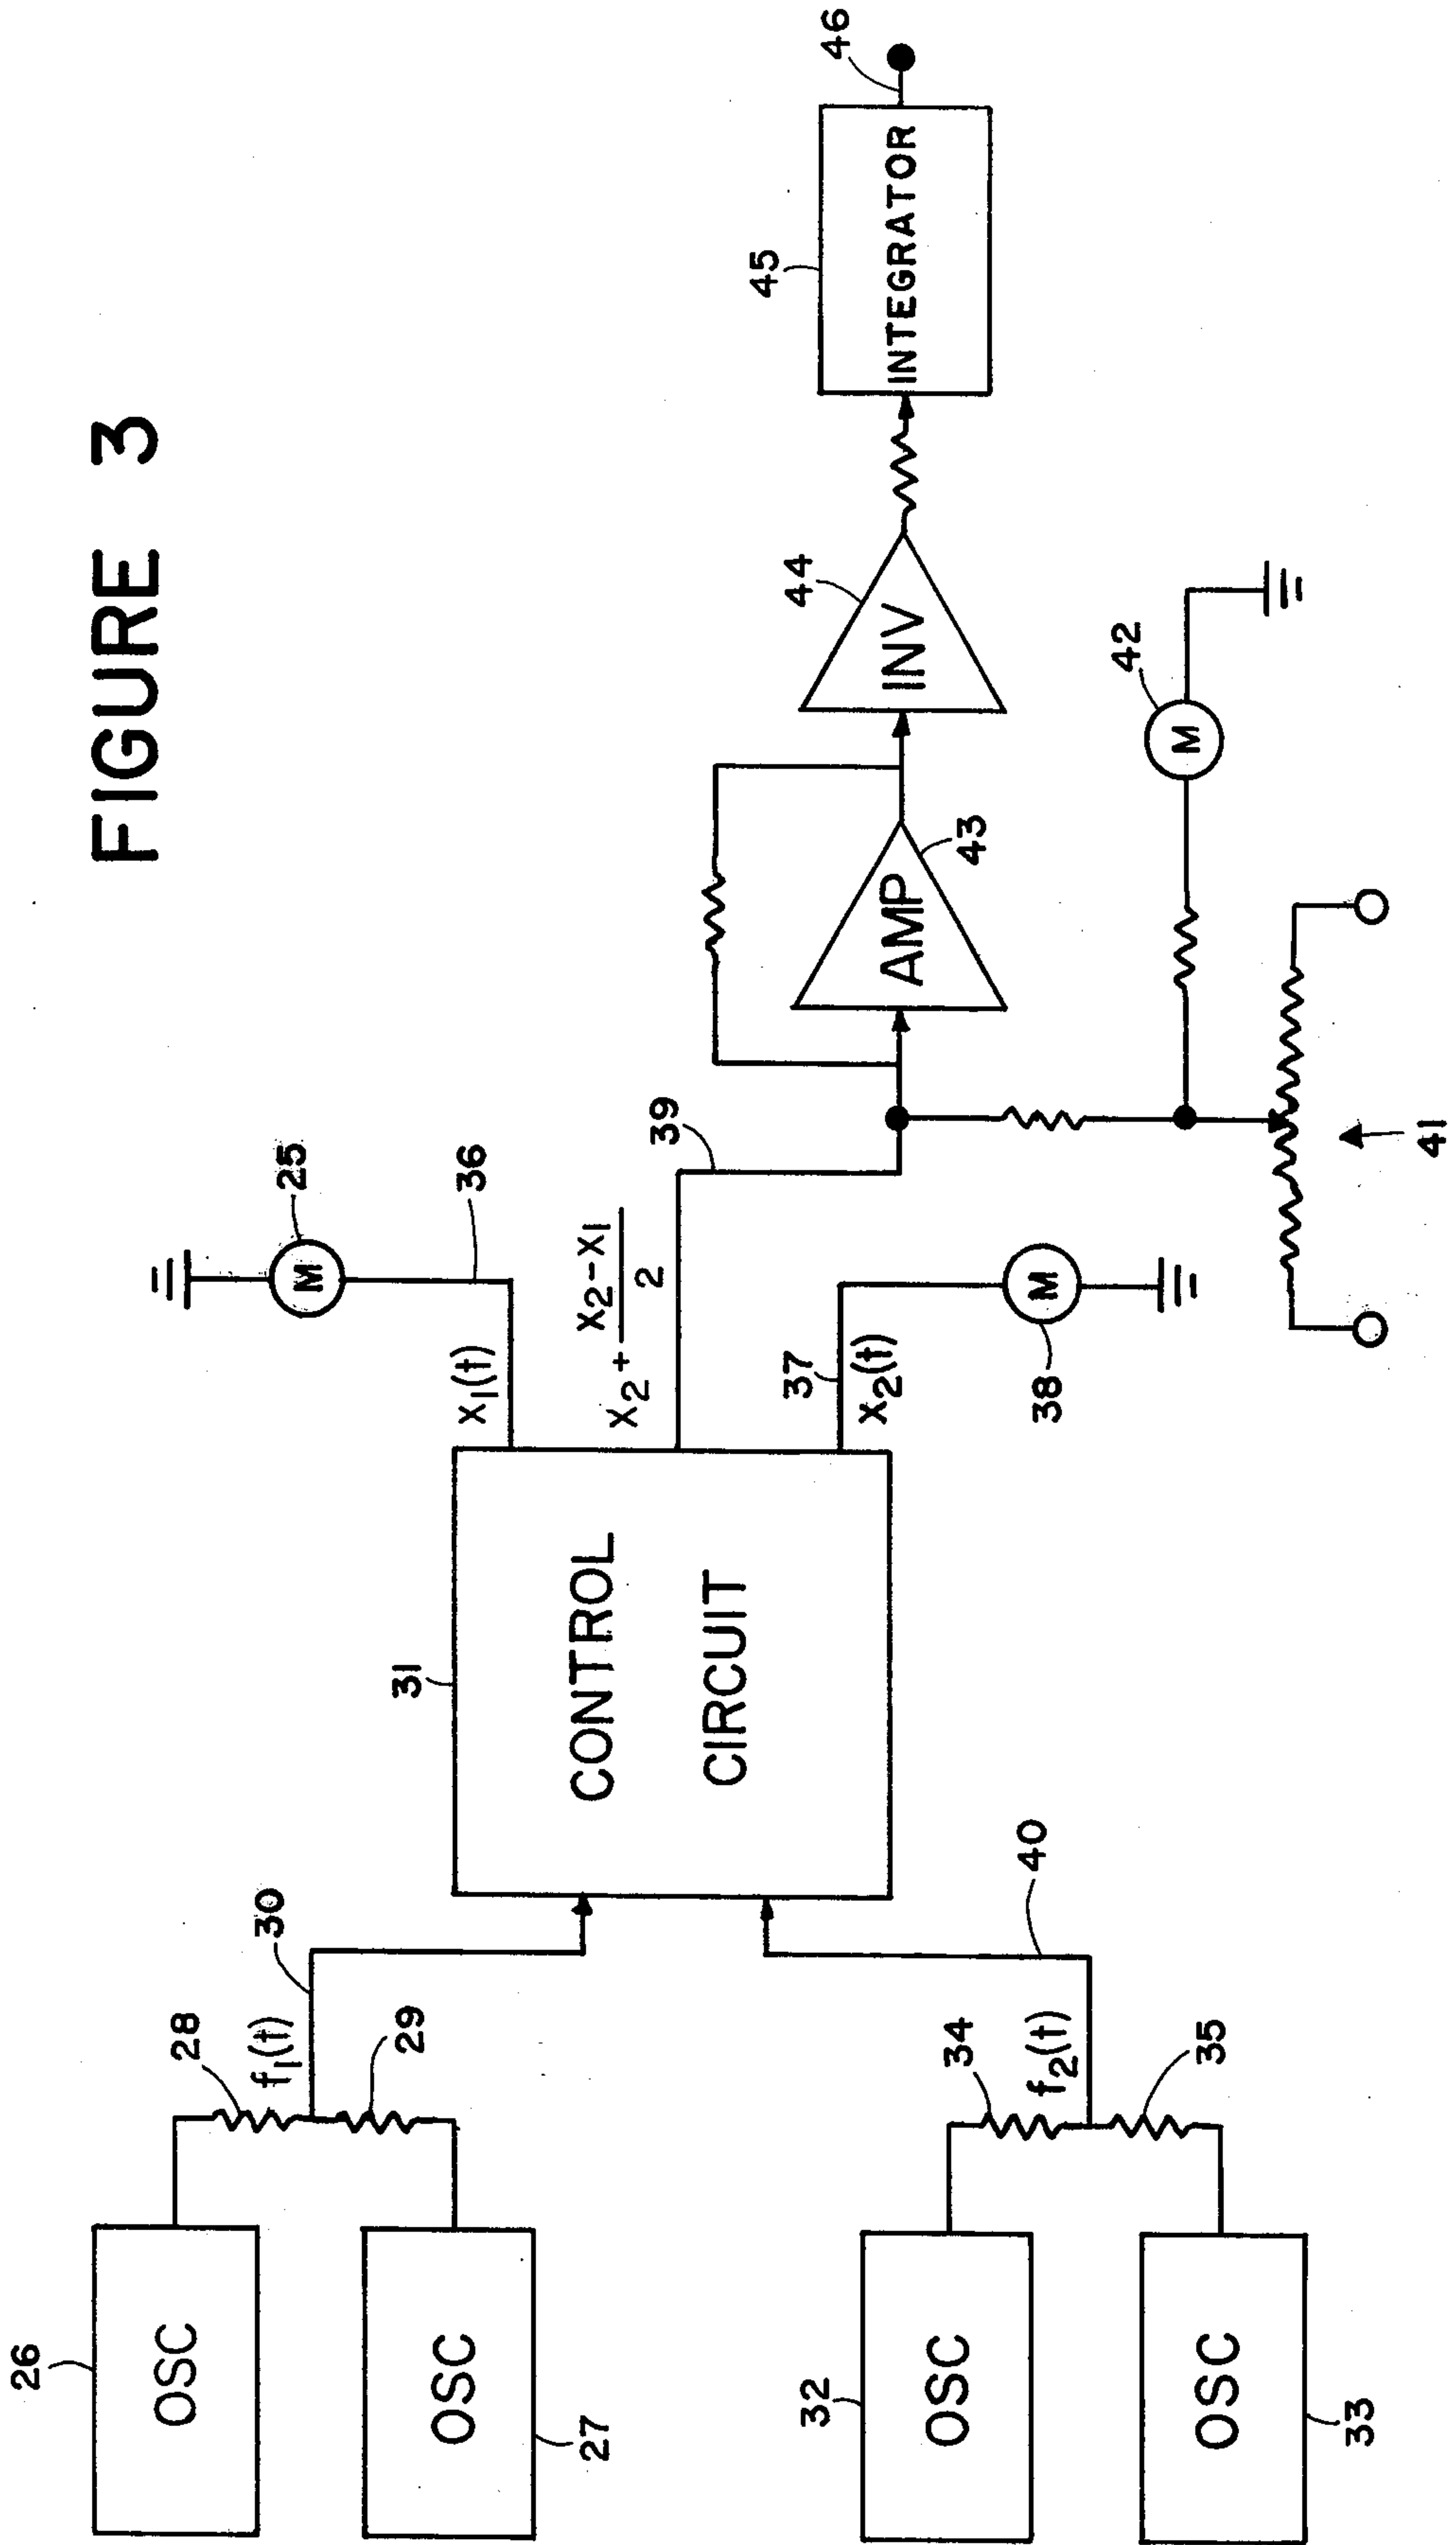 FIGURE 3
26
OSC
27
OSC
28
f1(t)
29
30
32
OSC
33
OSC
34
f2(t)
35
40
31
CONTROL
CIRCUIT
x1(t)
36
25
M
x2 + x2-x1
2
39
37
x2(t)
38
M
AMP
43
INV
44
45
INTEGRATOR
46
M
42
41